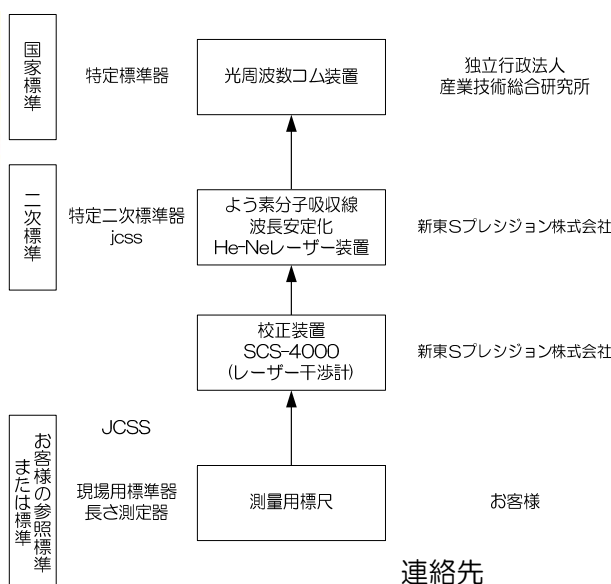 国家標準
特定標準器
光周波数コム装置
独立行政法人
産業技術総合研究所
二次標準
特定二次標準器
jcss
よう素分子吸収線
波長安定化
He-Neレーザー装置
新東Sプレシジョン株式会社
校正装置
SCS-4000
(レーザー干渉計)
新東Sプレシジョン株式会社
お客様の参照標準
または標準
JCSS
現場用標準器
長さ測定器
測量用標尺
お客様
連絡先